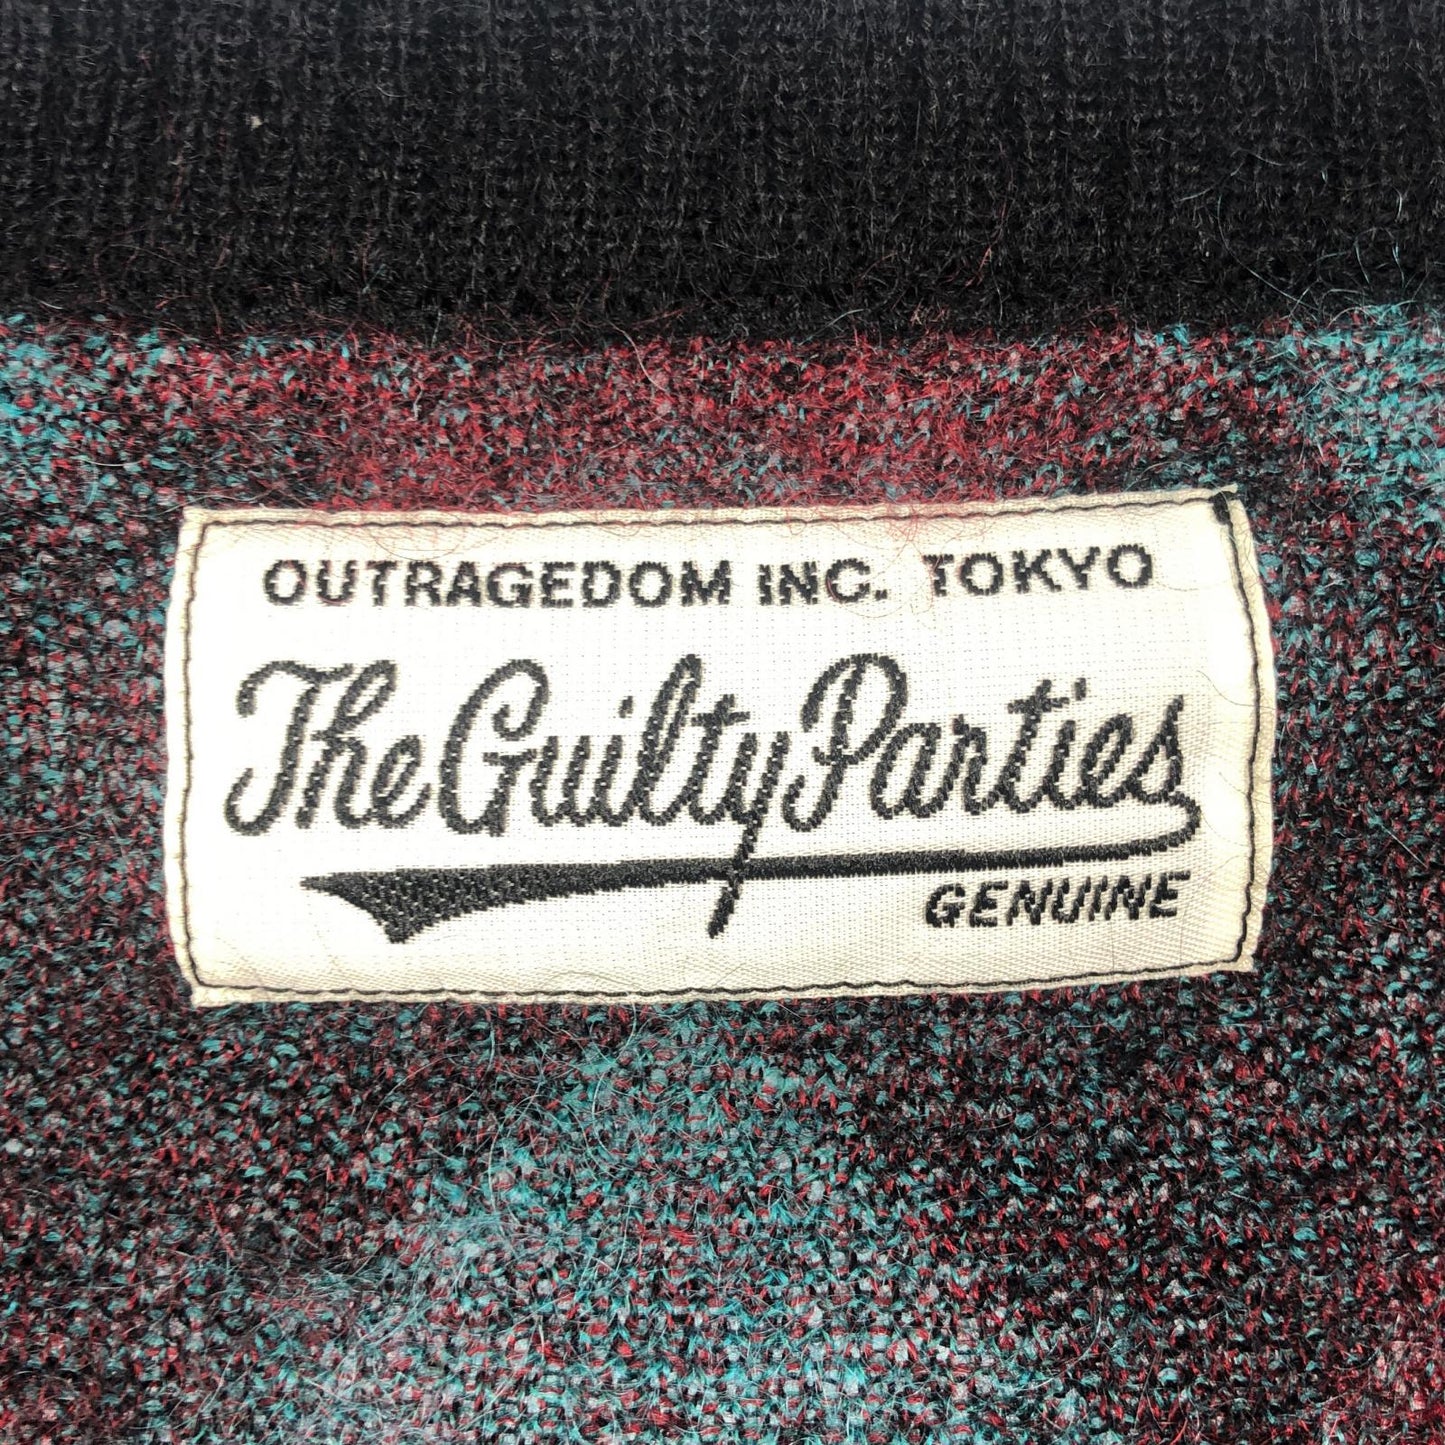 OUTRAGEDOM INC. TOKYO
The Guilty Parties
GENUINE